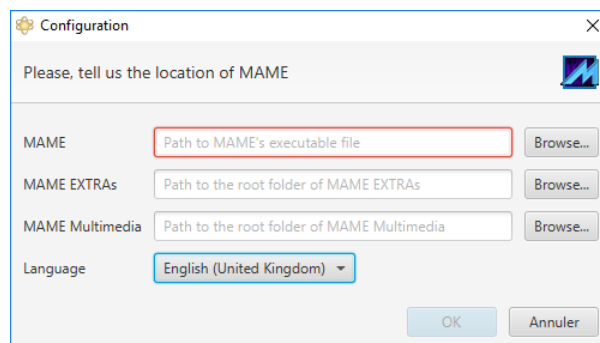 Configuration
Please, tell us the location of MAME
MAME Path to MAME's executable file Browse...
MAME EXTRAs Path to the root folder of MAME EXTRAs Browse...
MAME Multimedia Path to the root folder of MAME Multimedia Browse...
Language English (United Kingdom)
OK Annuler